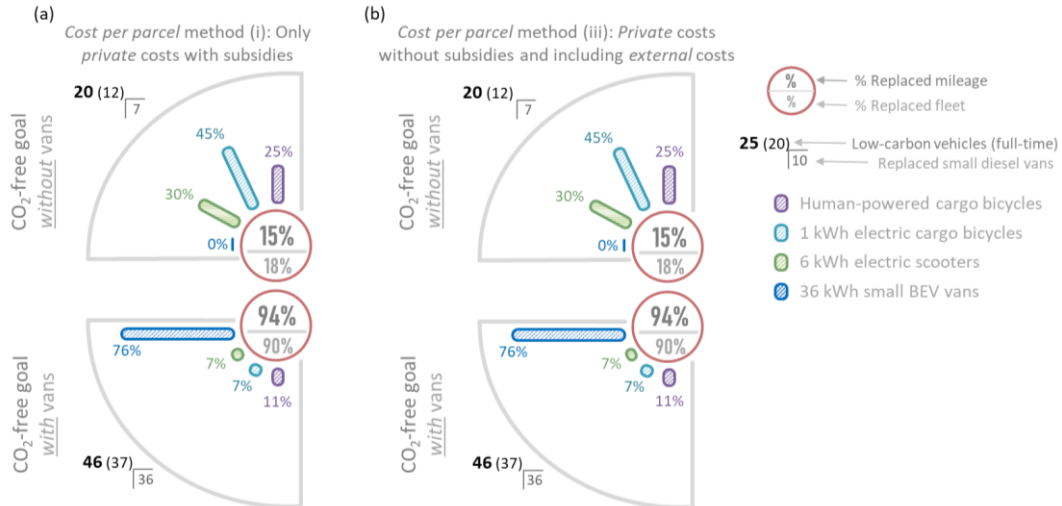 (a)
Cost per parcel method (i): Only
private costs with subsidies
20 (12)
7
45%
25%
30%
0%
15%
18%
CO₂-free goal
without vans
94%
90%
76%
7%
7%
11%
46 (37)
36
CO₂-free goal
with vans
(b)
Cost per parcel method (iii): Private costs
without subsidies and including external costs
20 (12)
7
45%
25%
30%
0%
15%
18%
CO₂-free goal
without vans
94%
90%
76%
7%
7%
11%
46 (37)
36
CO₂-free goal
with vans
%
% Replaced mileage
%
% Replaced fleet
25 (20)
Low-carbon vehicles (full-time)
10
Replaced small diesel vans
Human-powered cargo bicycles
1 kWh electric cargo bicycles
6 kWh electric scooters
36 kWh small BEV vans